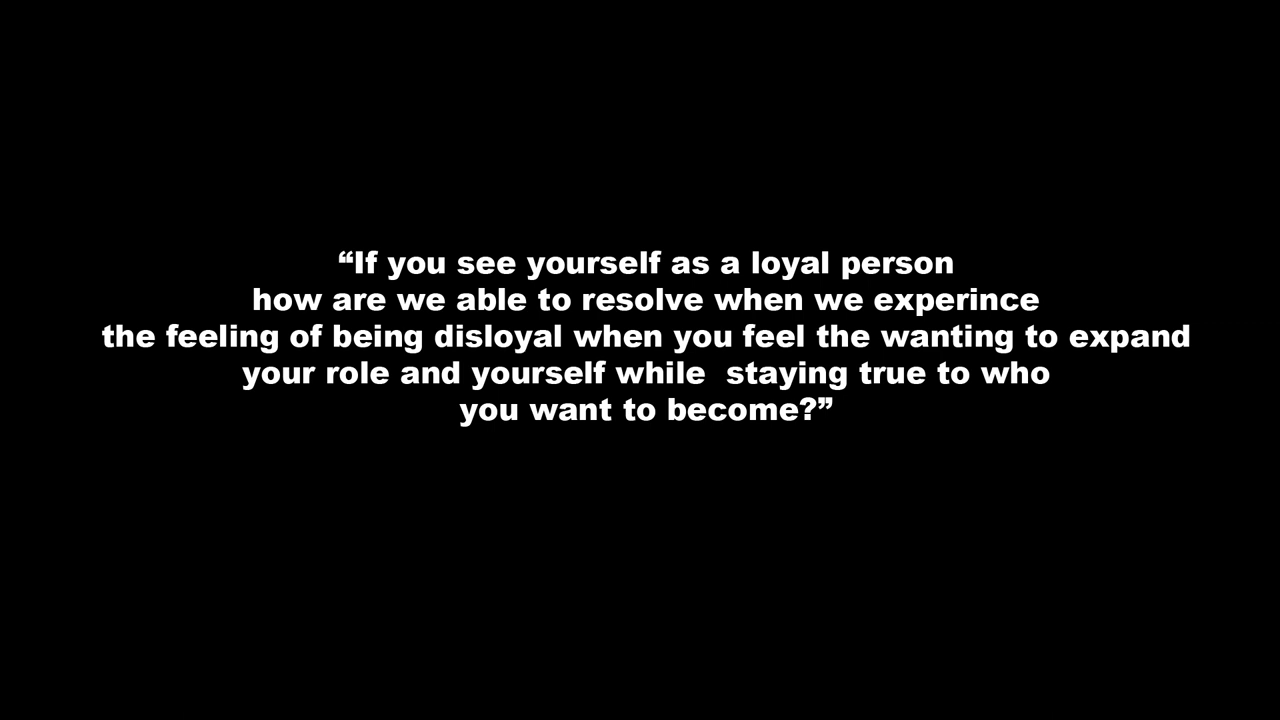 “If you see yourself as a loyal person
how are we able to resolve when we experince
the feeling of being disloyal when you feel the wanting to expand
your role and yourself while  staying true to who
you want to become?”